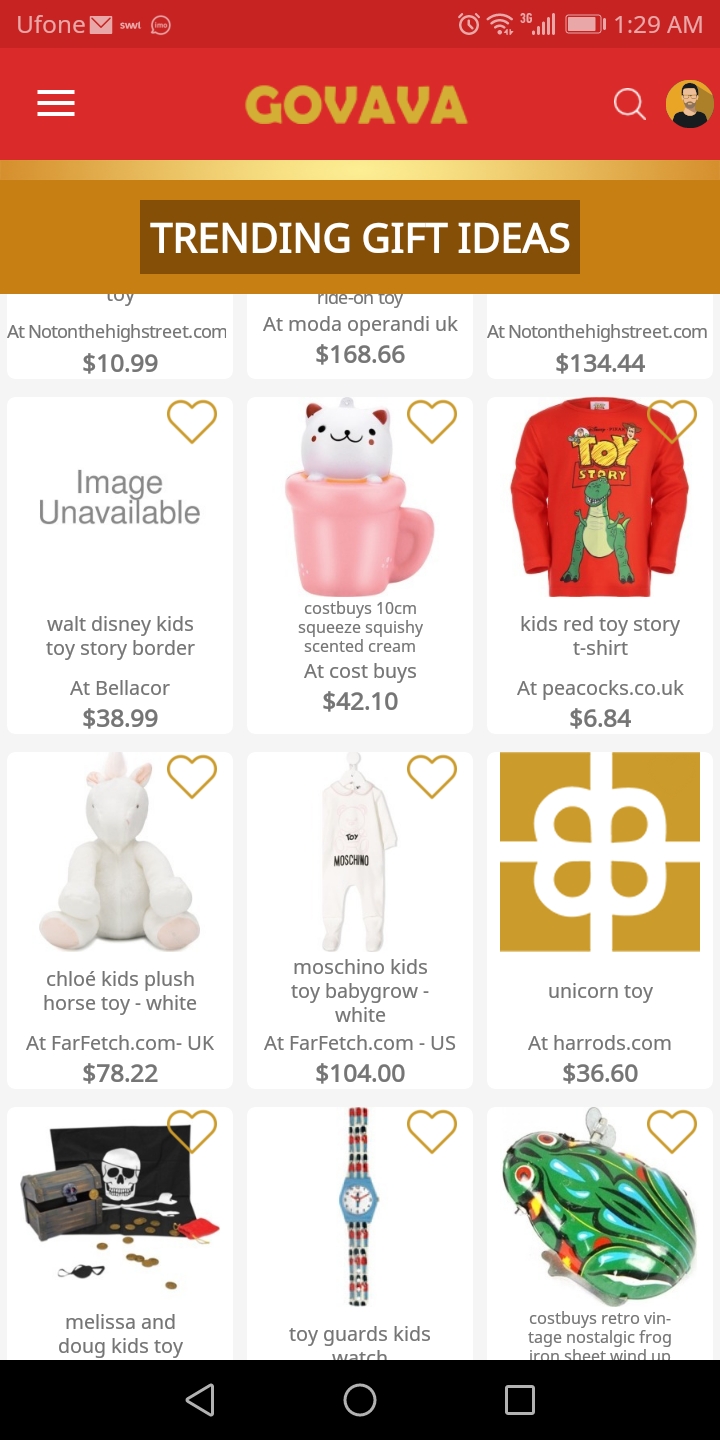 Ufone swvl imo 3G 1:29 AM
GOVAVA
TRENDING GIFT IDEAS
toy
At Notonthehighstreet.com
$10.99
ride-on toy
At moda operandi uk
$168.66
At Notonthehighstreet.com
$134.44
Image
Unavailable
walt disney kids
toy story border
At Bellacor
$38.99
costbuys 10cm
squeeze squishy
scented cream
At cost buys
$42.10
Disney PIXAR
TOY
STORY
kids red toy story
t-shirt
At peacocks.co.uk
$6.84
chloé kids plush
horse toy - white
At FarFetch.com- UK
$78.22
TOY
MOSCHINO
moschino kids
toy babygrow -
white
At FarFetch.com - US
$104.00
unicorn toy
At harrods.com
$36.60
melissa and
doug kids toy
toy guards kids
watch
costbuys retro vin-
tage nostalgic frog
iron sheet wind up